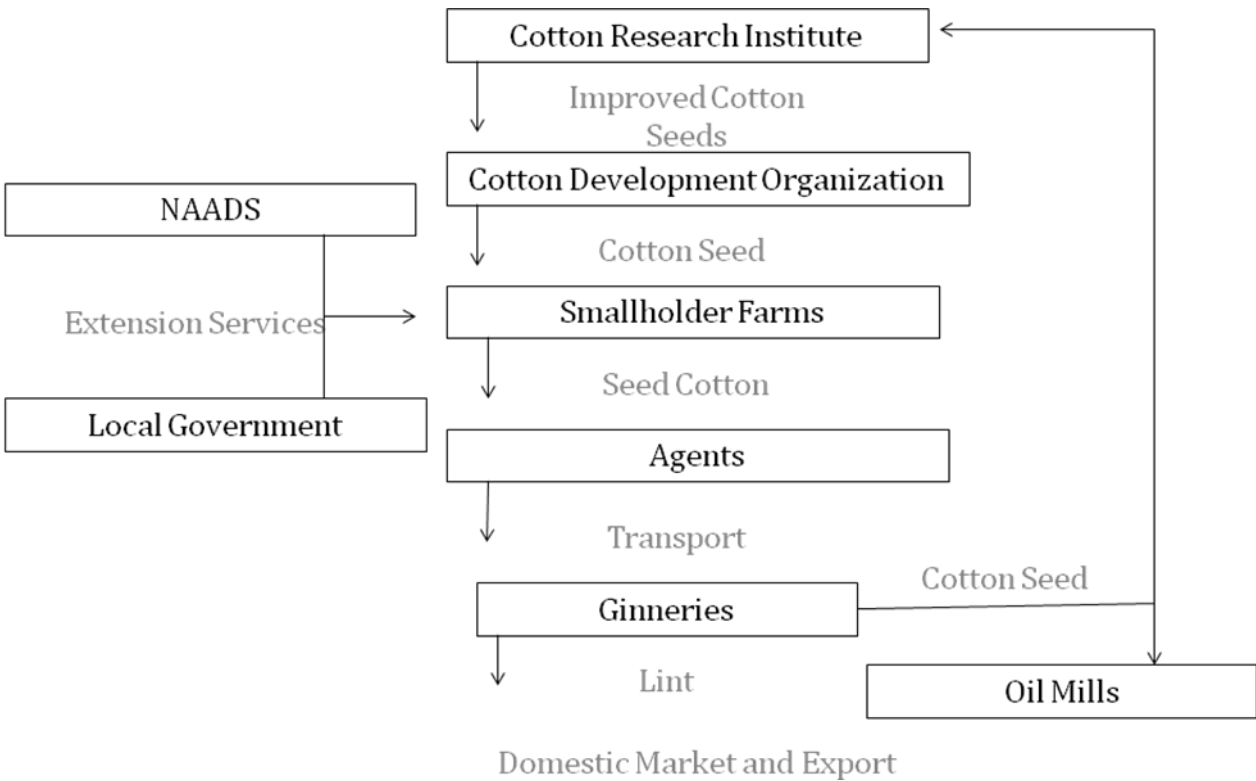 Cotton Research Institute
Improved Cotton
Seeds
Cotton Development Organization
NAADS
Cotton Seed
Extension Services
Smallholder Farms
Seed Cotton
Local Government
Agents
Transport
Cotton Seed
Ginneries
Lint
Oil Mills
Domestic Market and Export